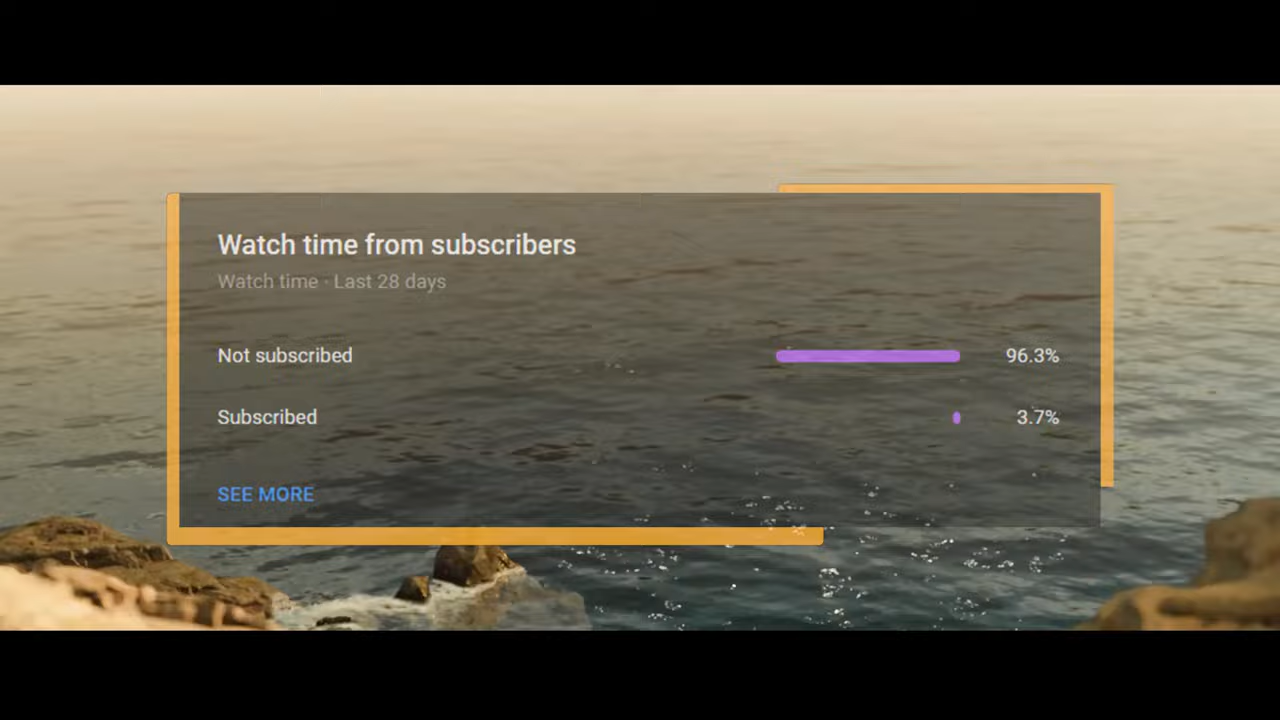 Watch time from subscribers
Watch time · Last 28 days
Not subscribed 96.3%
Subscribed 3.7%
SEE MORE